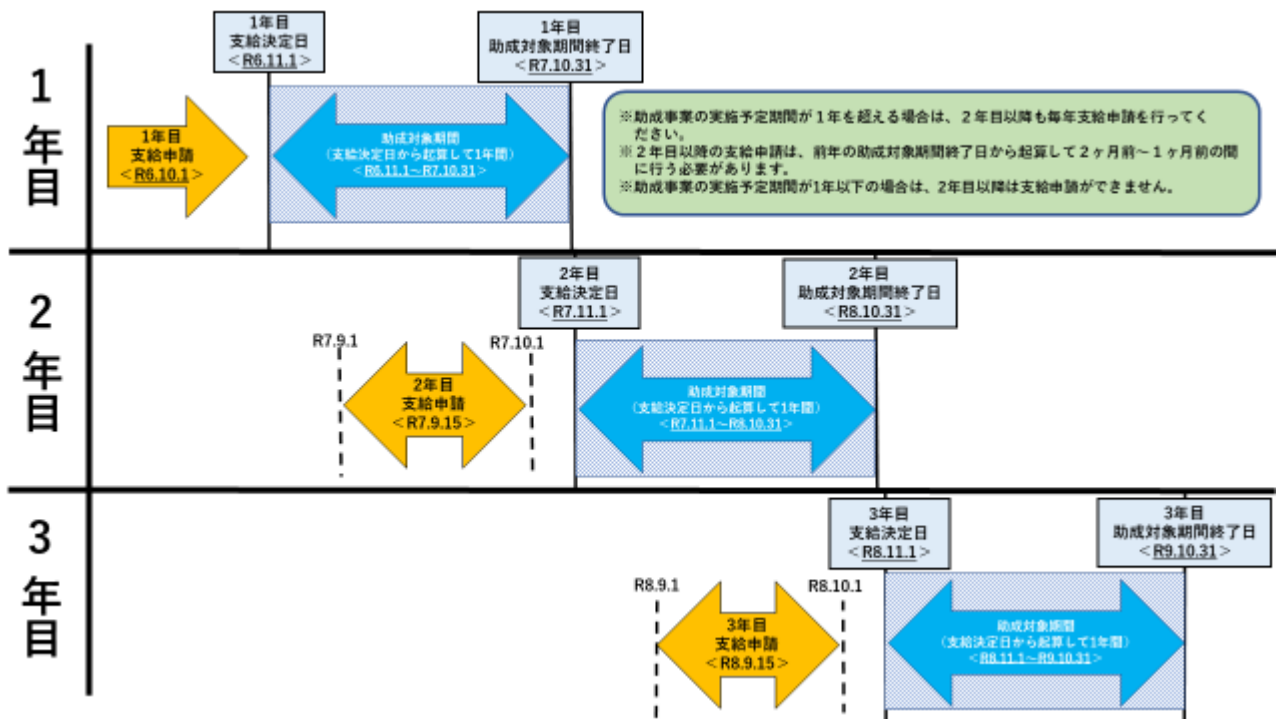 1年目
1年目
支給決定日
＜R6.11.1＞
1年目
助成対象期間終了日
＜R7.10.31＞
1年目
支給申請
＜R6.10.1＞
助成対象期間
（支給決定日から起算して1年間）
＜R6.11.1～R7.10.31＞
※助成事業の実施予定期間が１年を超える場合は、２年目以降も毎年支給申請を行ってく
ださい。
※２年目以降の支給申請は、前年の助成対象期間終了日から起算して２ヶ月前～１ヶ月前の間
に行う必要があります。
※助成事業の実施予定期間が1年以下の場合は、2年目以降は支給申請ができません。
2年目
2年目
支給決定日
＜R7.11.1＞
2年目
助成対象期間終了日
＜R8.10.31＞
R7.9.1
R7.10.1
2年目
支給申請
＜R7.9.15＞
助成対象期間
（支給決定日から起算して1年間）
＜R7.11.1～R8.10.31＞
3年目
3年目
支給決定日
＜R8.11.1＞
3年目
助成対象期間終了日
＜R9.10.31＞
R8.9.1
R8.10.1
3年目
支給申請
＜R8.9.15＞
助成対象期間
（支給決定日から起算して1年間）
＜R8.11.1～R9.10.31＞